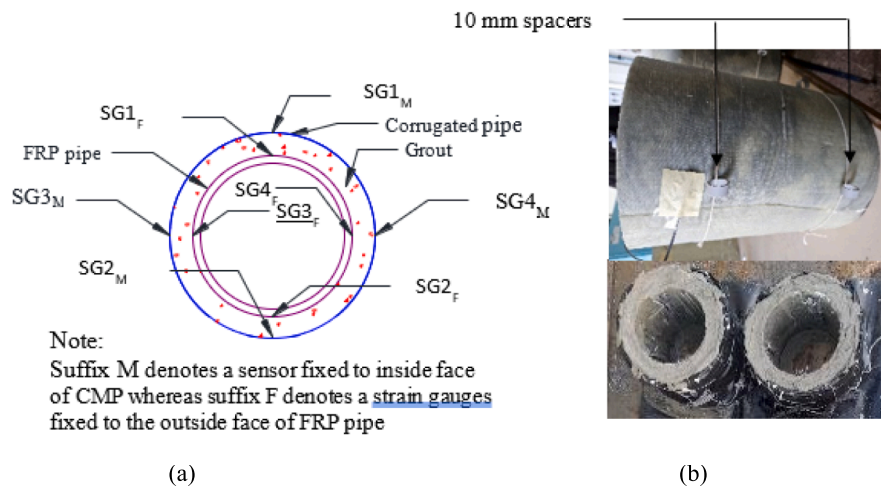 10 mm spacers
SG1M
SG1F
Corrugated pipe
FRP pipe
Grout
SG3M
SG4F
SG4M
SG3F
SG2M
SG2F
Note:
Suffix M denotes a sensor fixed to inside face
of CMP whereas suffix F denotes a strain gauges
fixed to the outside face of FRP pipe
(a)
(b)